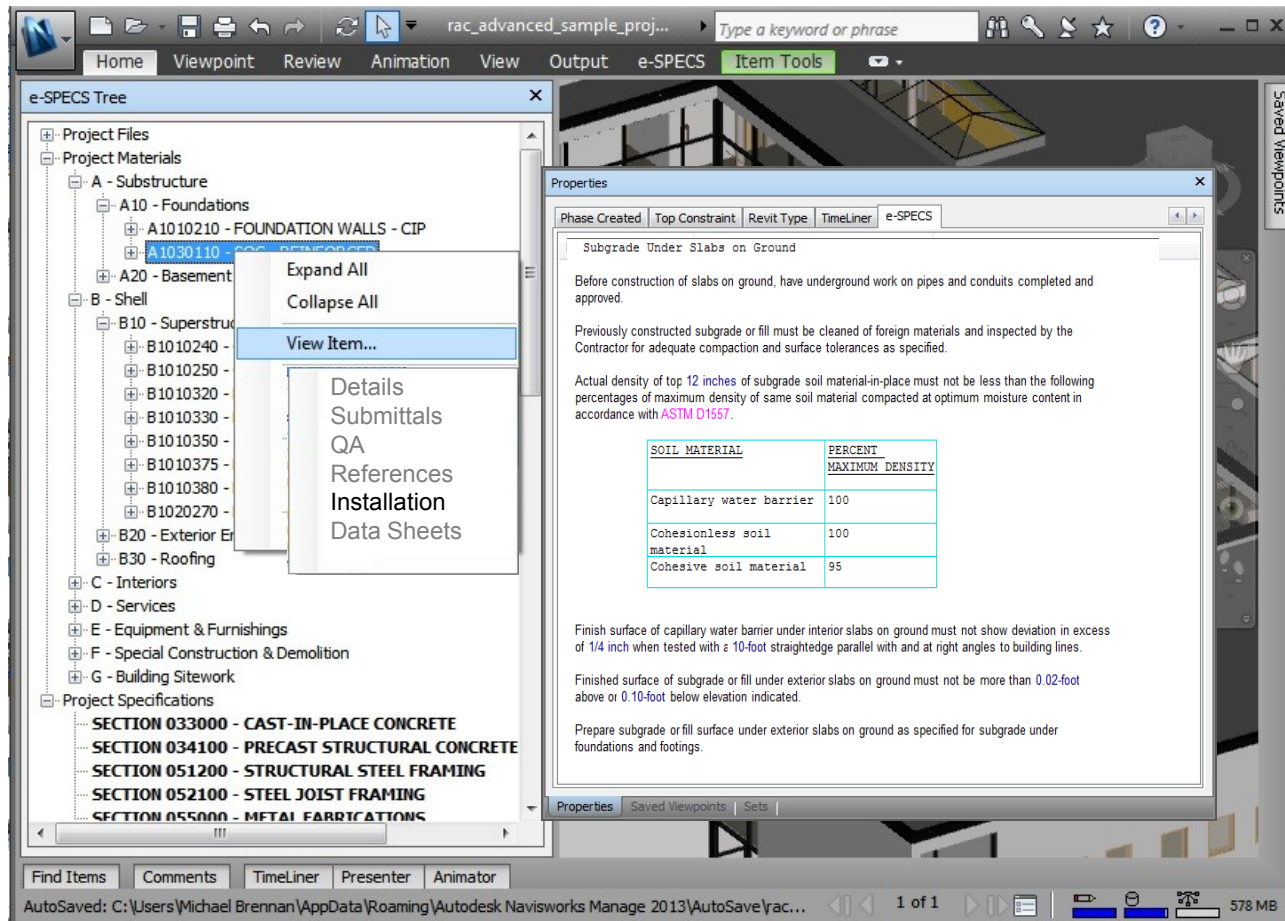 rac_advanced_sample_proj...
Type a keyword or phrase
Home Viewpoint Review Animation View Output e-SPECS Item Tools
e-SPECS Tree
Project Files
Project Materials
A - Substructure
A10 - Foundations
A1010210 - FOUNDATION WALLS - CIP
A1030110 - SOG - REINFORCED
A20 - Basement
B - Shell
B10 - Superstruc
B1010240 -
B1010250 -
B1010320 -
B1010330 -
B1010350 -
B1010375 -
B1010380 -
B1020270 -
B20 - Exterior En
B30 - Roofing
C - Interiors
D - Services
E - Equipment & Furnishings
F - Special Construction & Demolition
G - Building Sitework
Project Specifications
SECTION 033000 - CAST-IN-PLACE CONCRETE
SECTION 034100 - PRECAST STRUCTURAL CONCRETE
SECTION 051200 - STRUCTURAL STEEL FRAMING
SECTION 052100 - STEEL JOIST FRAMING
SECTION 055000 - METAL FABRICATIONS
Expand All
Collapse All
View Item...
Details
Submittals
QA
References
Installation
Data Sheets
Properties
Phase Created Top Constraint Revit Type TimeLiner e-SPECS
Subgrade Under Slabs on Ground
Before construction of slabs on ground, have underground work on pipes and conduits completed and
approved.
Previously constructed subgrade or fill must be cleaned of foreign materials and inspected by the
Contractor for adequate compaction and surface tolerances as specified.
Actual density of top 12 inches of subgrade soil material-in-place must not be less than the following
percentages of maximum density of same soil material compacted at optimum moisture content in
accordance with ASTM D1557.
SOIL MATERIAL PERCENT
MAXIMUM DENSITY
Capillary water barrier 100
Cohesionless soil 100
material
Cohesive soil material 95
Finish surface of capillary water barrier under interior slabs on ground must not show deviation in excess
of 1/4 inch when tested with a 10-foot straightedge parallel with and at right angles to building lines.
Finished surface of subgrade or fill under exterior slabs on ground must not be more than 0.02-foot
above or 0.10-foot below elevation indicated.
Prepare subgrade or fill surface under exterior slabs on ground as specified for subgrade under
foundations and footings.
Properties Saved Viewpoints Sets
Saved Viewpoints
Find Items Comments TimeLiner Presenter Animator
AutoSaved: C:\Users\Michael Brennan\AppData\Roaming\Autodesk Navisworks Manage 2013\AutoSave\rac... 1 of 1 578 MB